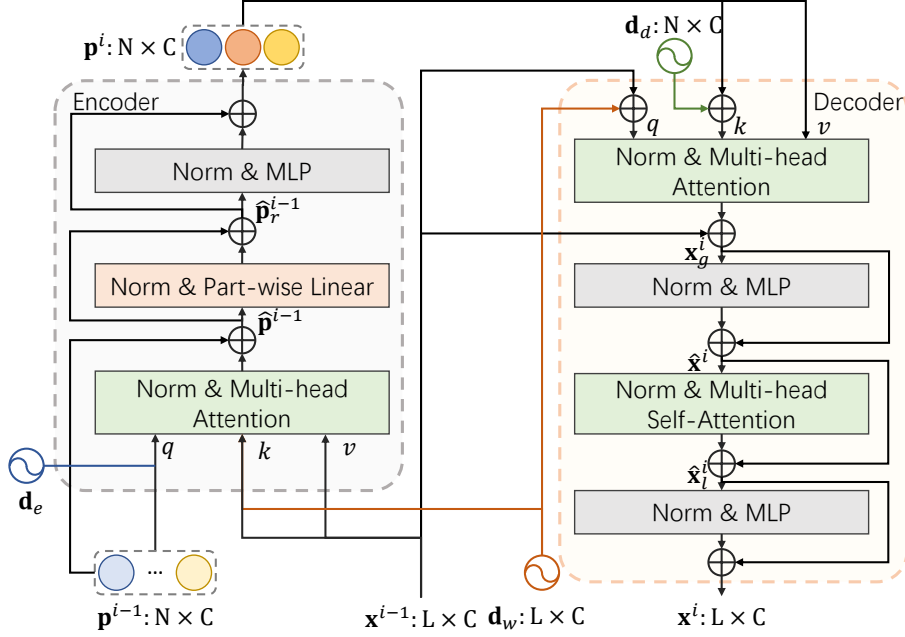 𝐩^i: N × C
𝐝_d: N × C
Encoder
Decoder
q
k
v
Norm & MLP
Norm & Multi-head
Attention
p̂_r^{i−1}
x_g^i
Norm & Part-wise Linear
Norm & MLP
p̂^{i−1}
x̂^i
Norm & Multi-head
Attention
Norm & Multi-head
Self-Attention
q
k
v
x̂_l^i
d_e
Norm & MLP
...
p^{i−1}: N × C
x^{i−1}: L × C
d_w: L × C
x^i: L × C